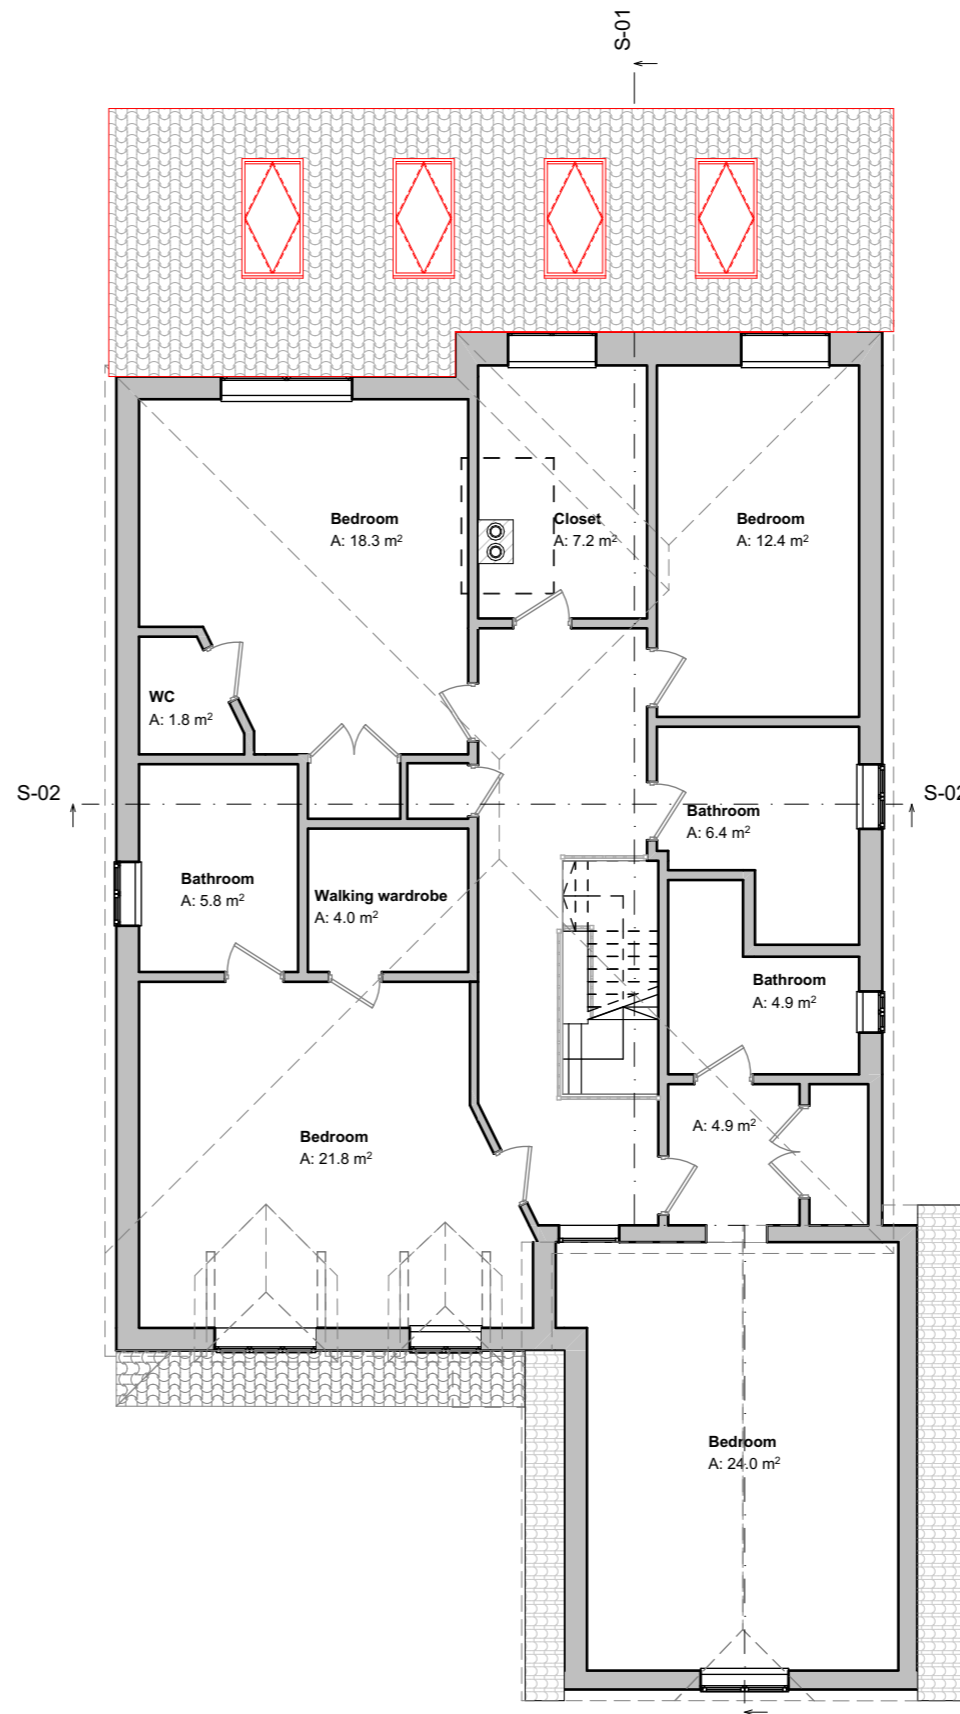 S-01
Bedroom
A: 18.3 m²
Closet
A: 7.2 m²
Bedroom
A: 12.4 m²
WC
A: 1.8 m²
S-02
S-02
Bathroom
A: 6.4 m²
Bathroom
A: 5.8 m²
Walking wardrobe
A: 4.0 m²
Bathroom
A: 4.9 m²
A: 4.9 m²
Bedroom
A: 21.8 m²
Bedroom
A: 24.0 m²